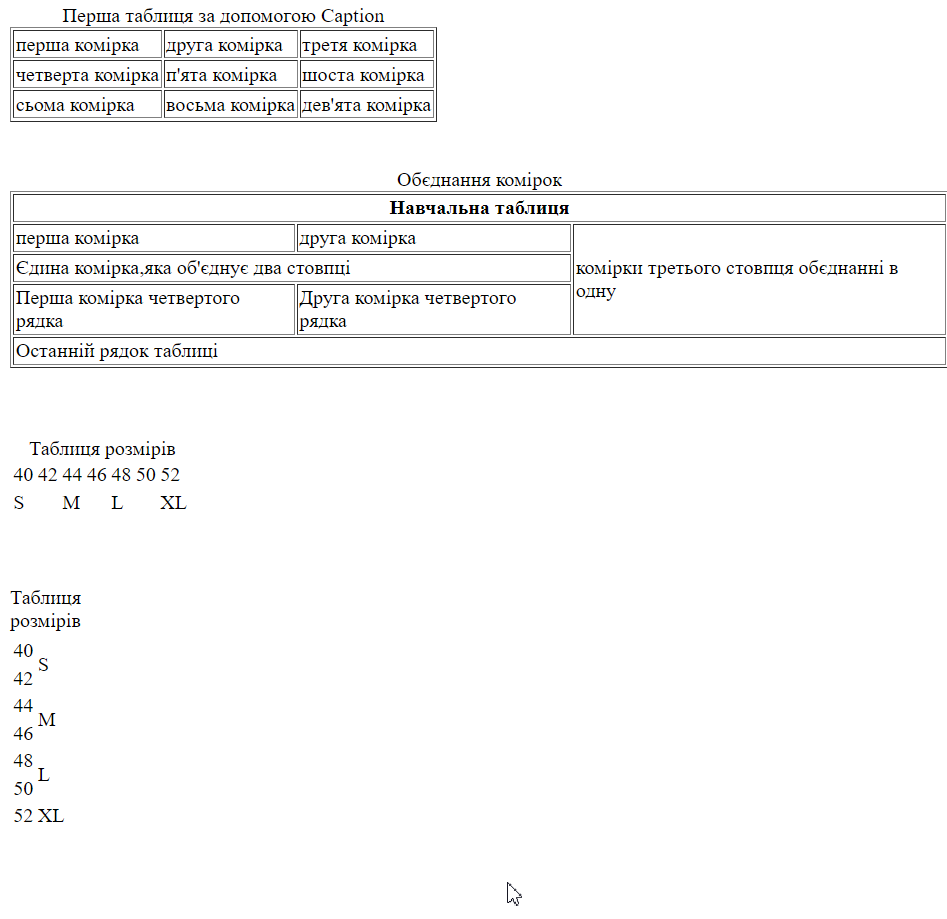 Перша таблиця за допомогою Caption
перша комірка друга комірка третя комірка
четверта комірка п'ята комірка шоста комірка
сьома комірка восьма комірка дев'ята комірка
Обєднання комірок
Навчальна таблиця
перша комірка друга комірка
Єдина комірка,яка об'єднує два стовпці
комірки третього стовпця обєднанні в
одну
Перша комірка четвертого
рядка
Друга комірка четвертого
рядка
Останній рядок таблиці
Таблиця розмірів
40 42 44 46 48 50 52
S M L XL
Таблиця
розмірів
40
S
42
44
M
46
48
L
50
52 XL